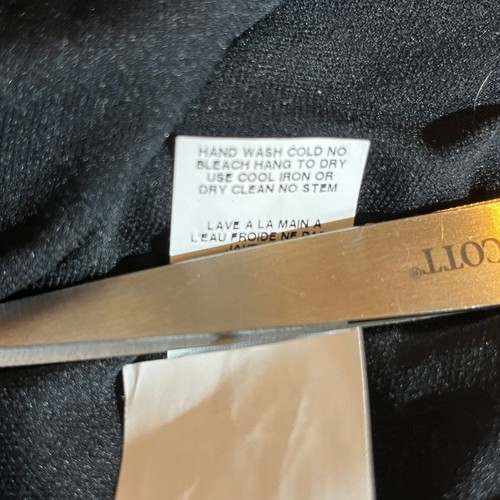 HAND WASH COLD NO
BLEACH HANG TO DRY
USE COOL IRON OR
DRY CLEAN NO STEM
LAVE A LA MAIN A
L'EAU FROIDE NE
COTT®